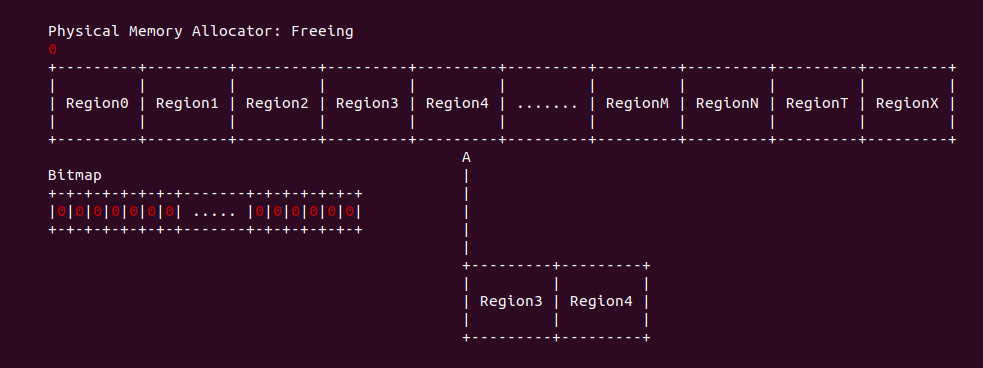 Physical Memory Allocator: Freeing
0
+---------+---------+---------+---------+---------+---------+---------+---------+---------+---------+
|         |         |         |         |         |         |         |         |         |         |
| Region0 | Region1 | Region2 | Region3 | Region4 | ....... | RegionM | RegionN | RegionT | RegionX |
|         |         |         |         |         |         |         |         |         |         |
+---------+---------+---------+---------+---------+---------+---------+---------+---------+---------+
                                              A
Bitmap                                        |
+-+-+-+-+-+-+-+-------+-+-+-+-+-+-+           |
|0|0|0|0|0|0|0| ..... |0|0|0|0|0|0|           |
+-+-+-+-+-+-+-+-------+-+-+-+-+-+-+           |
                                              |
                                              +---------+---------+
                                              |         |         |
                                              | Region3 | Region4 |
                                              |         |         |
                                              +---------+---------+